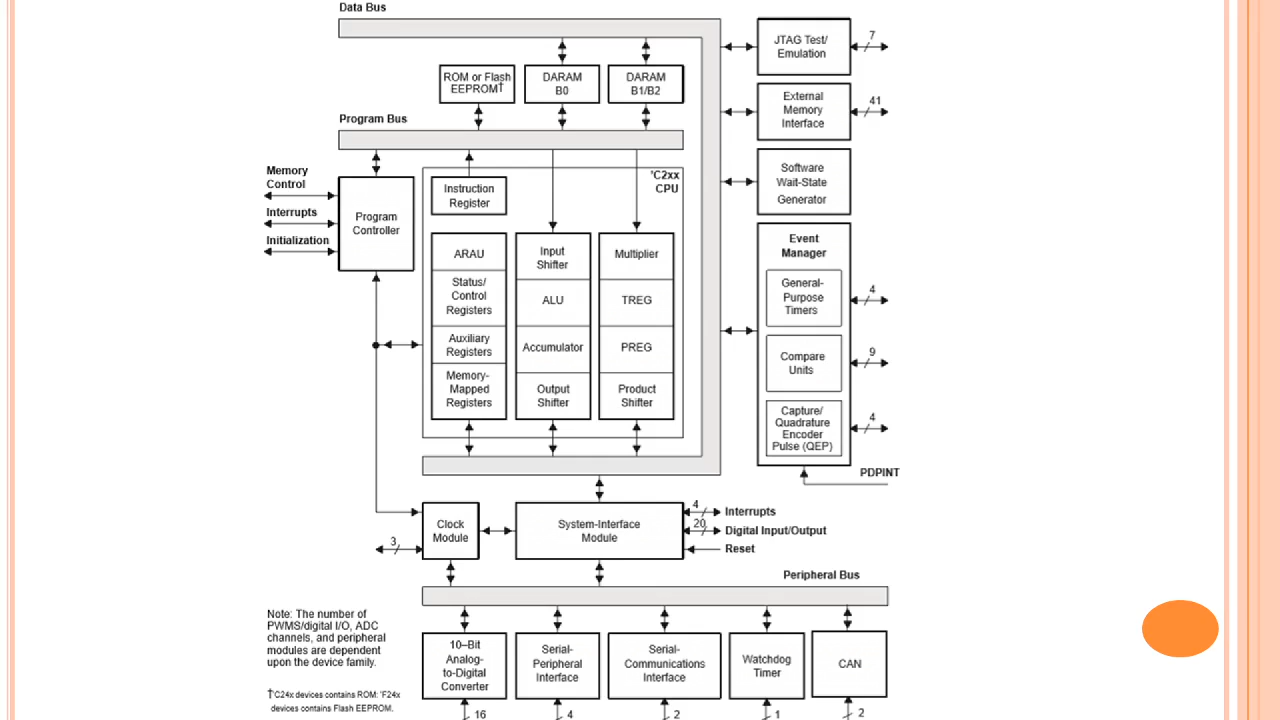 Data Bus
JTAG Test/
Emulation
7
ROM or Flash
EEPROM†
DARAM
B0
DARAM
B1/B2
External
Memory
Interface
41
Program Bus
Memory
Control
Interrupts
Initialization
Program
Controller
'C2xx
CPU
Instruction
Register
Software
Wait-State
Generator
ARAU
Status/
Control
Registers
Auxiliary
Registers
Memory-
Mapped
Registers
Input
Shifter
ALU
Accumulator
Output
Shifter
Multiplier
TREG
PREG
Product
Shifter
Event
Manager
General-
Purpose
Timers
4
Compare
Units
9
Capture/
Quadrature
Encoder
Pulse (QEP)
4
PDPINT
Clock
Module
3
System-Interface
Module
4
Interrupts
20
Digital Input/Output
Reset
Peripheral Bus
Note: The number of
PWMS/digital I/O, ADC
channels, and peripheral
modules are dependent
upon the device family.
†'C24x devices contains ROM: 'F24x
devices contains Flash EEPROM.
10–Bit
Analog-
to-Digital
Converter
16
Serial-
Peripheral
Interface
4
Serial-
Communications
Interface
2
Watchdog
Timer
1
CAN
2